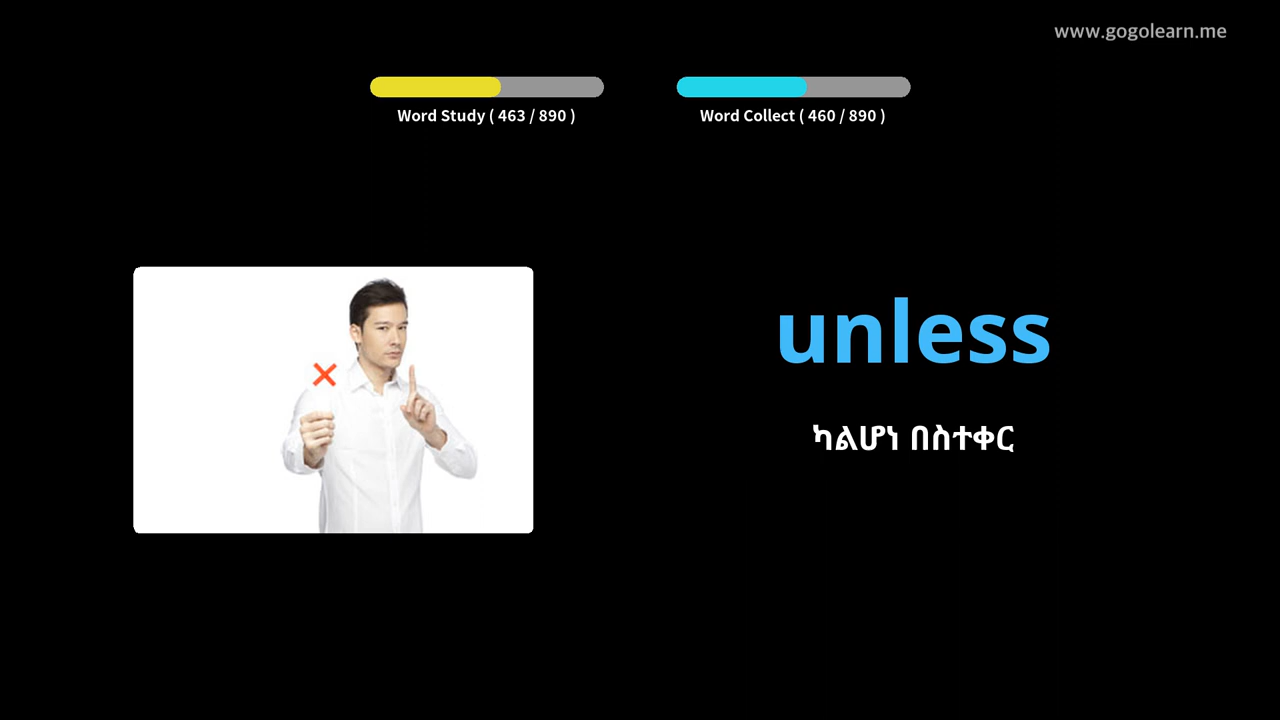 www.gogolearn.me
Word Study ( 463 / 890 )
Word Collect ( 460 / 890 )
unless
ካልሆነ በስተቀር